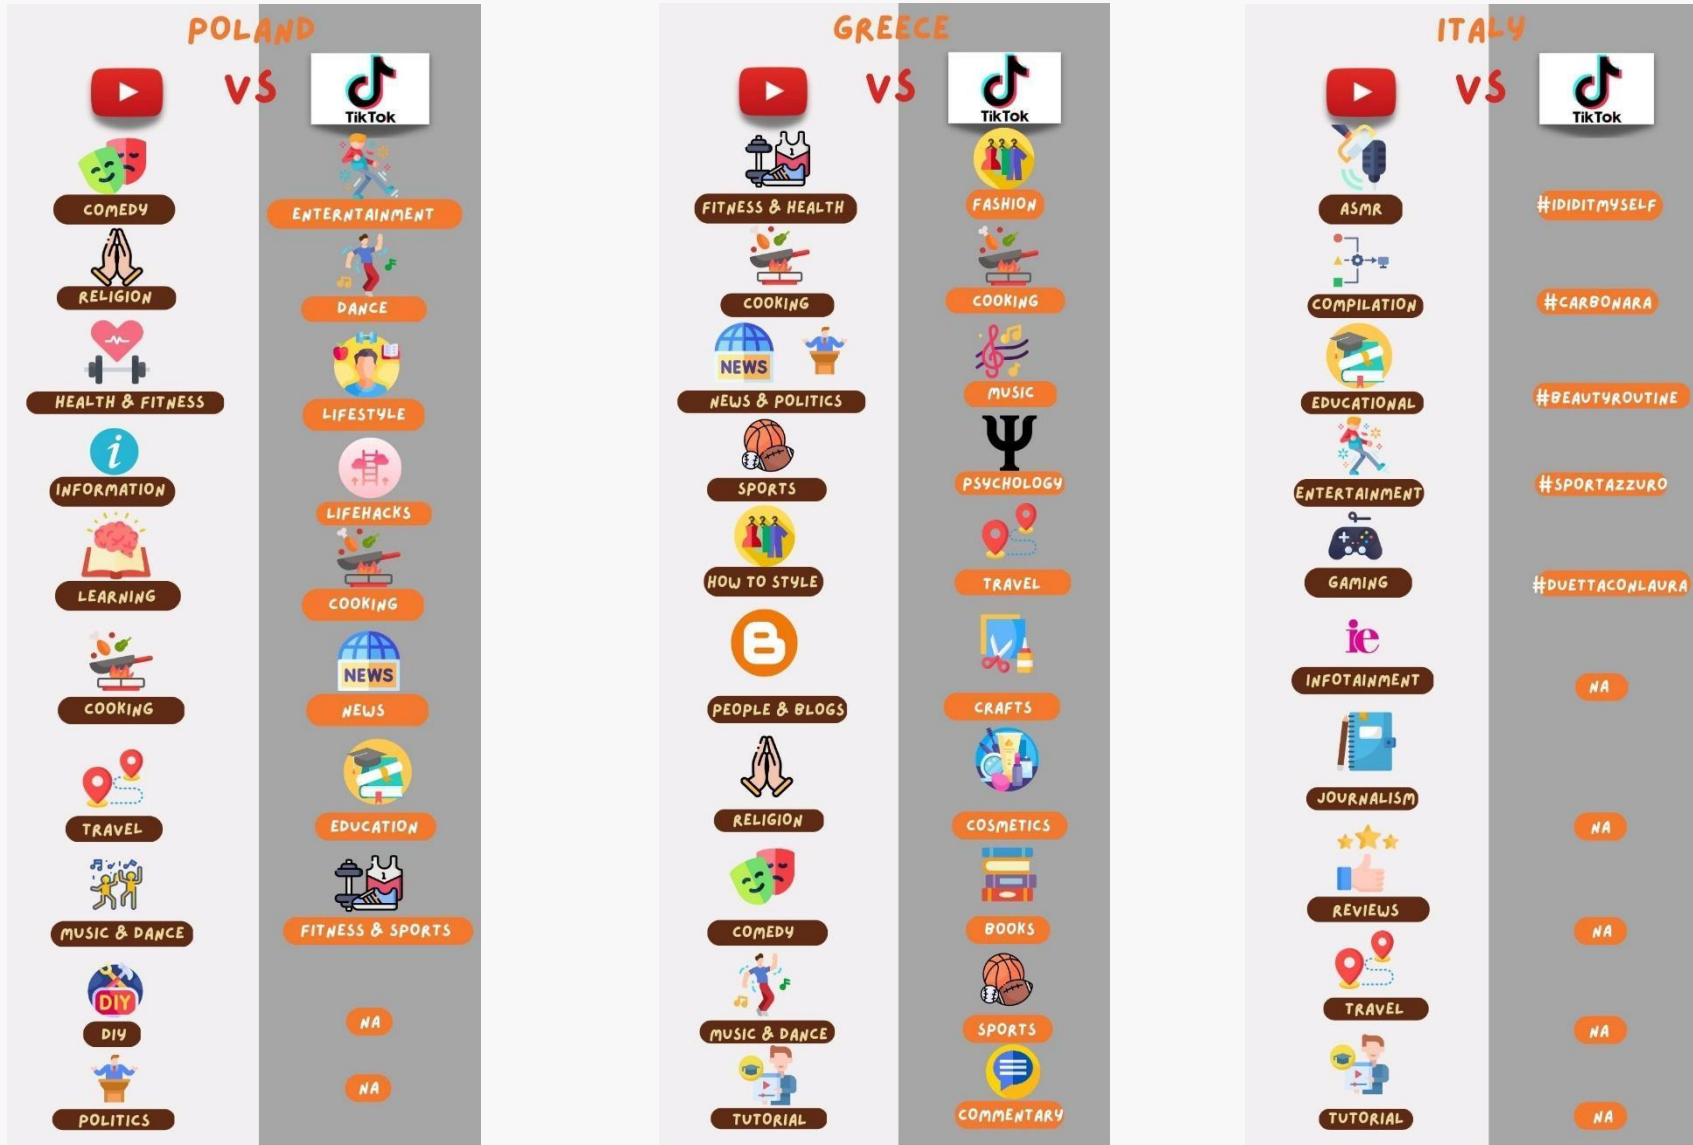 POLAND
VS
TikTok
COMEDY
ENTERNTAINMENT
RELIGION
DANCE
HEALTH & FITNESS
LIFESTYLE
i
INFORMATION
LIFEHACKS
LEARNING
COOKING
COOKING
NEWS
NEWS
TRAVEL
EDUCATION
MUSIC & DANCE
1
FITNESS & SPORTS
DIY
DIY
NA
POLITICS
NA
GREECE
VS
TikTok
1
FITNESS & HEALTH
FASHION
COOKING
COOKING
NEWS
NEWS & POLITICS
MUSIC
SPORTS
Ψ
PSYCHOLOGY
HOW TO STYLE
TRAVEL
B
PEOPLE & BLOGS
CRAFTS
RELIGION
COSMETICS
COMEDY
BOOKS
MUSIC & DANCE
SPORTS
TUTORIAL
COMMENTARY
ITALY
VS
TikTok
ASMR
#IDIDITMYSELF
COMPILATION
#CARBONARA
EDUCATIONAL
#BEAUTYROUTINE
ENTERTAINMENT
#SPORTAZZURO
GAMING
#DUETTACONLAURA
ie
INFOTAINMENT
NA
JOURNALISM
NA
REVIEWS
NA
TRAVEL
NA
TUTORIAL
NA